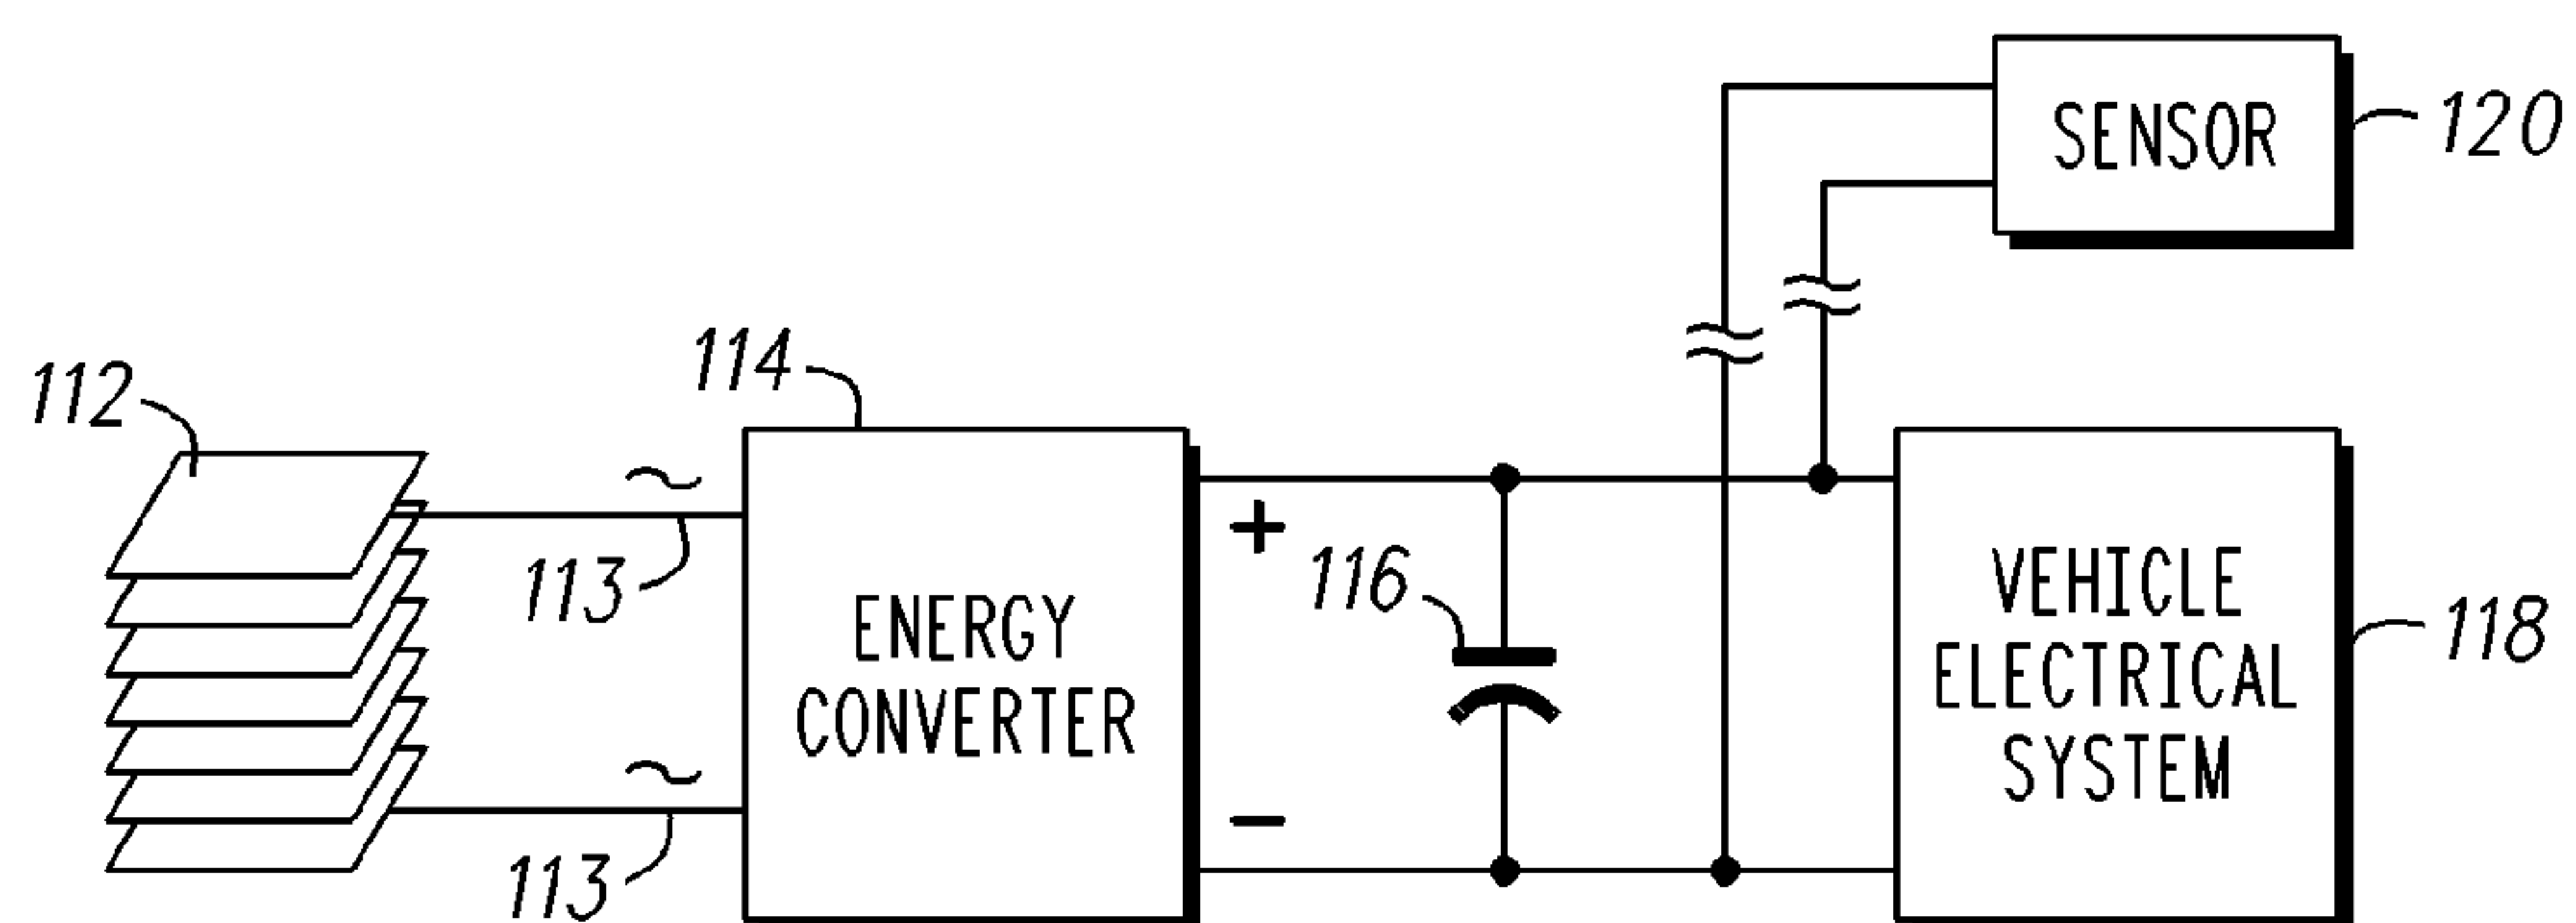 SENSOR
120
114
112
113
ENERGY
CONVERTER
+
116
VEHICLE
ELECTRICAL
SYSTEM
118
113
−